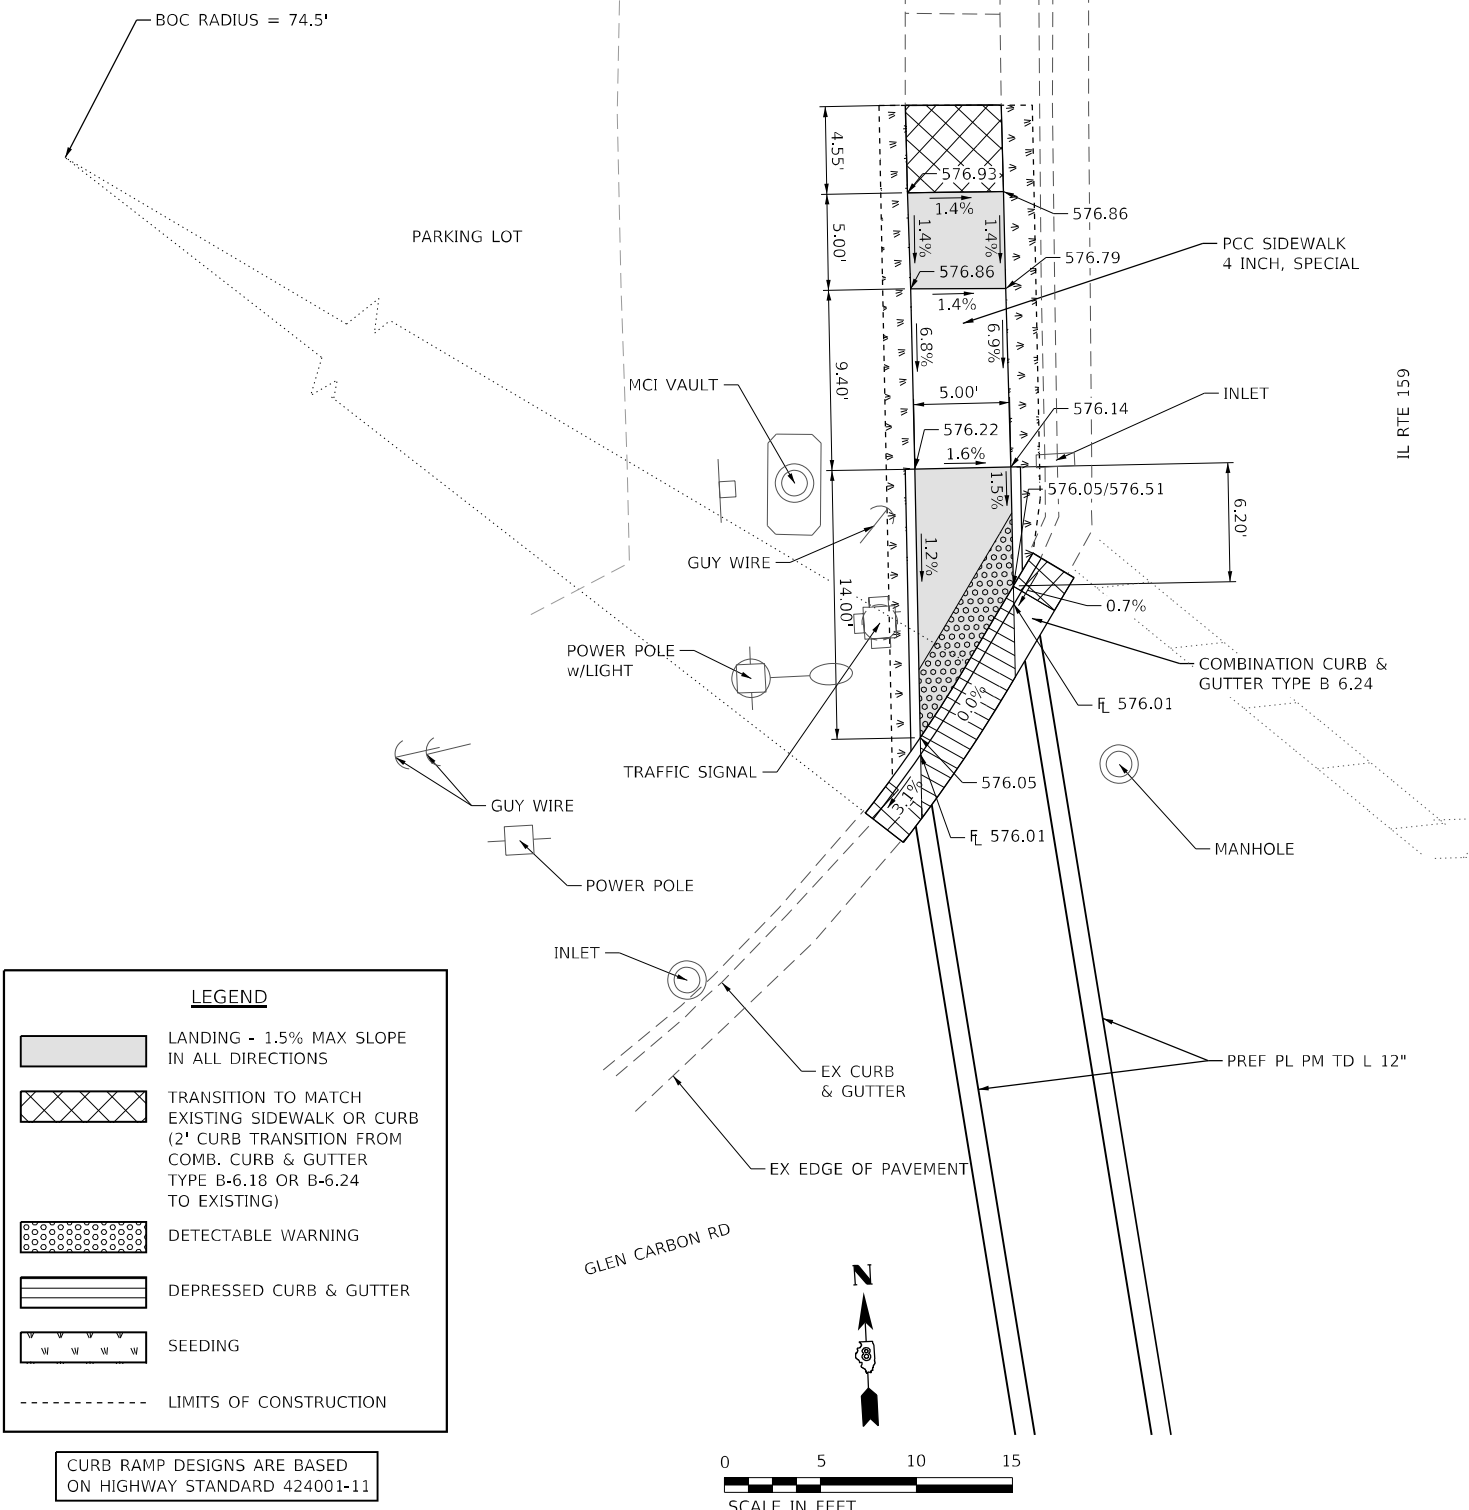 BOC RADIUS = 74.5'
4.55'
576.93
1.4%
576.86
PARKING LOT
5.00'
1.4%
1.4%
PCC SIDEWALK
4 INCH, SPECIAL
576.79
576.86
1.4%
6.8%
6.9%
9.40'
MCI VAULT
5.00'
INLET
576.14
IL RTE 159
576.22
1.6%
1.5%
576.05/576.51
6.20'
GUY WIRE
1.2%
14.00'
0.7%
POWER POLE
w/LIGHT
COMBINATION CURB &
GUTTER TYPE B 6.24
0.0%
FL 576.01
TRAFFIC SIGNAL
576.05
3.1%
GUY WIRE
FL 576.01
MANHOLE
POWER POLE
INLET
EX CURB
& GUTTER
PREF PL PM TD L 12"
EX EDGE OF PAVEMENT
GLEN CARBON RD
N
LEGEND
LANDING - 1.5% MAX SLOPE
IN ALL DIRECTIONS
TRANSITION TO MATCH
EXISTING SIDEWALK OR CURB
(2' CURB TRANSITION FROM
COMB. CURB & GUTTER
TYPE B-6.18 OR B-6.24
TO EXISTING)
DETECTABLE WARNING
DEPRESSED CURB & GUTTER
SEEDING
LIMITS OF CONSTRUCTION
CURB RAMP DESIGNS ARE BASED
ON HIGHWAY STANDARD 424001-11
0 5 10 15
SCALE IN FEET